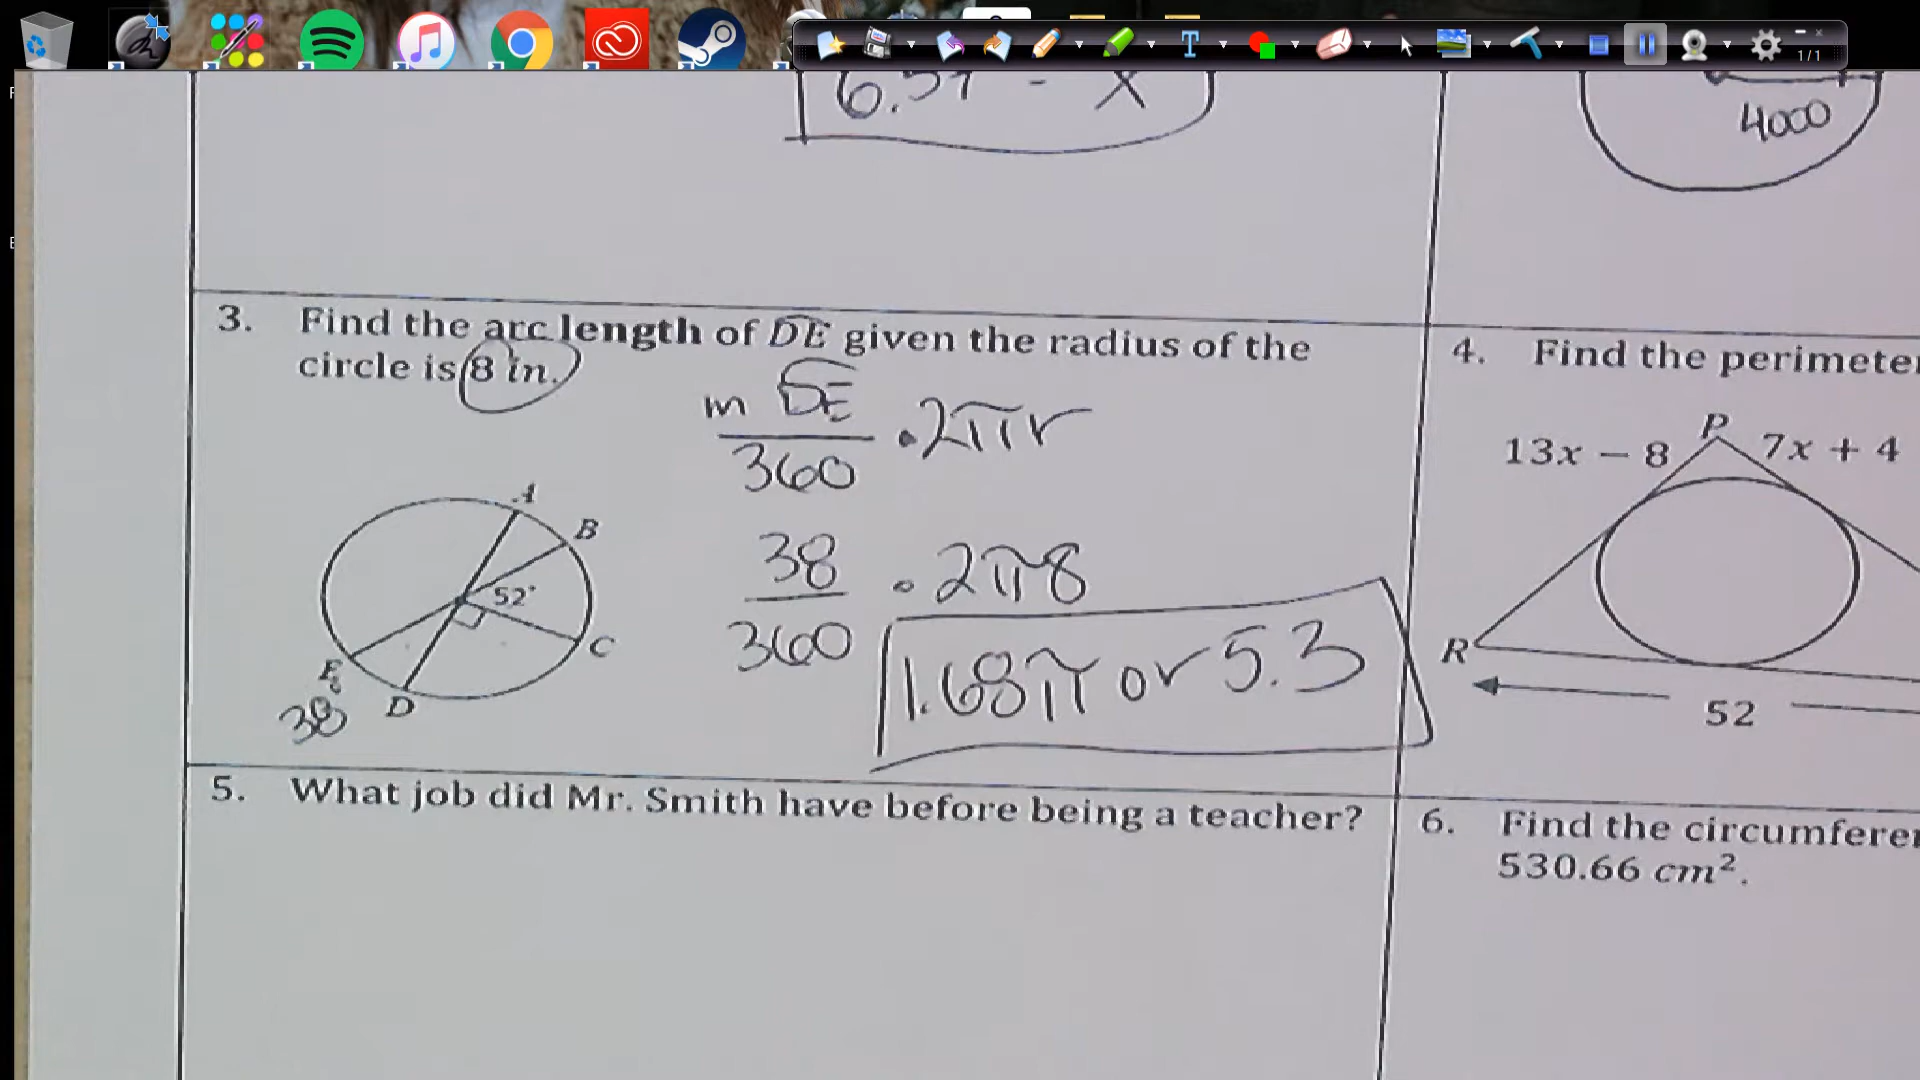 1/1
6.57 - x
4000
3. Find the arc length of DE given the radius of the
circle is 8 in.
m DE
360
· 2πr
A
B
52°
C
E
D
38
38
360
· 2π8
1.68π or 5.3
4. Find the perimeter
P
13x − 8
7x + 4
R
52
5. What job did Mr. Smith have before being a teacher?
6. Find the
530.66 cm².